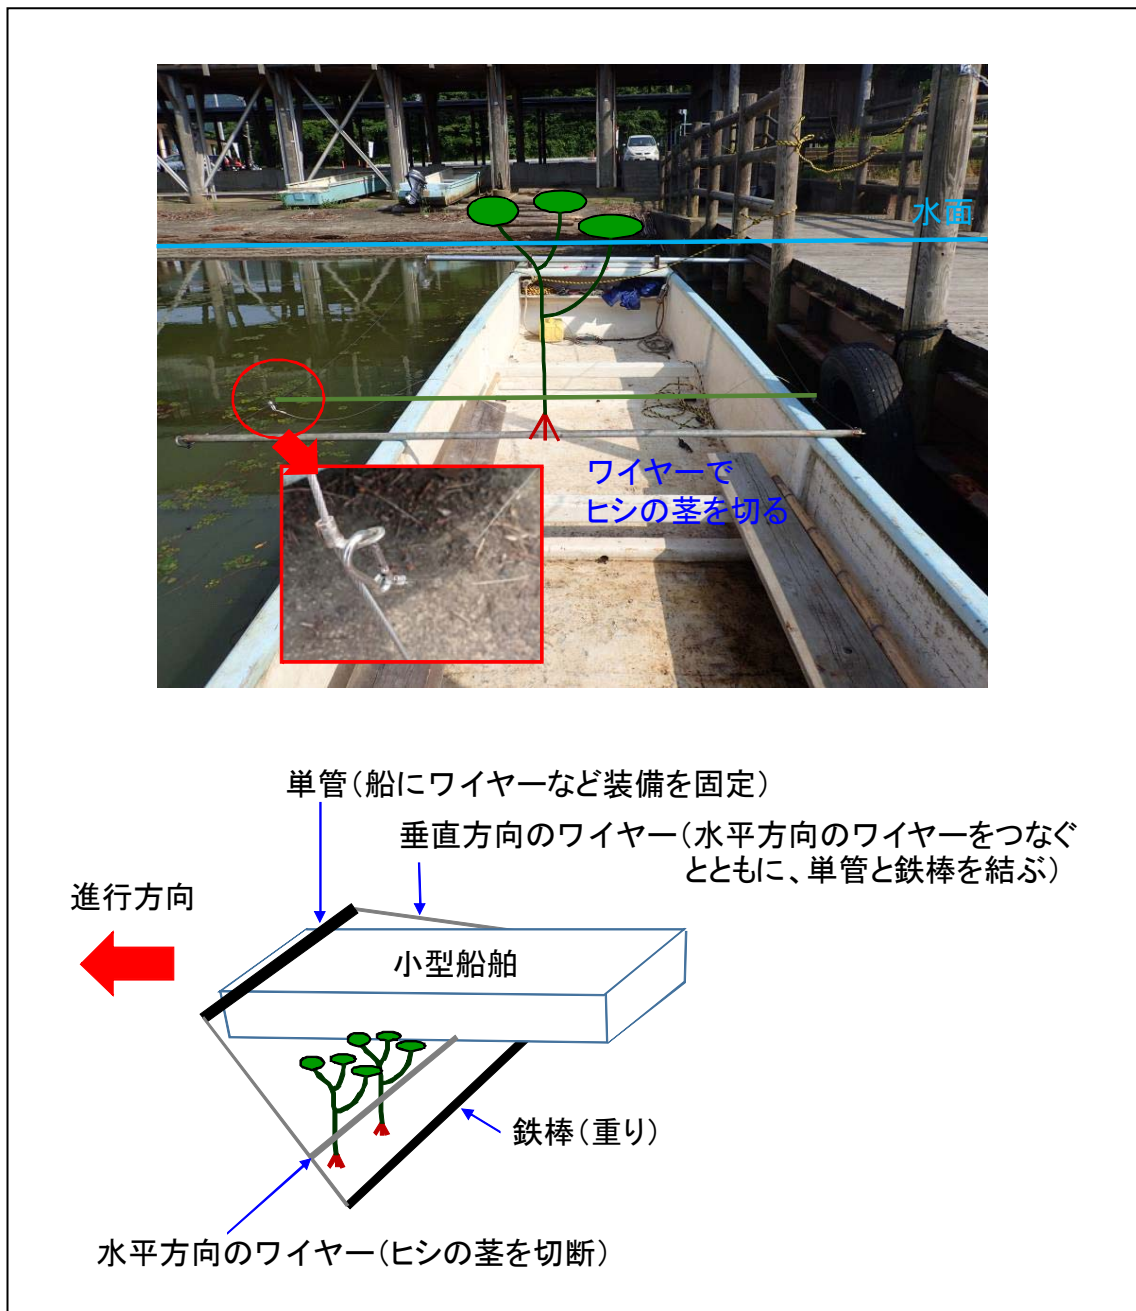 水面
ワイヤーで
ヒシの茎を切る
単管（船にワイヤーなど装備を固定）
垂直方向のワイヤー（水平方向のワイヤーをつなぐ
とともに、単管と鉄棒を結ぶ）
進行方向
小型船舶
鉄棒（重り）
水平方向のワイヤー（ヒシの茎を切断）